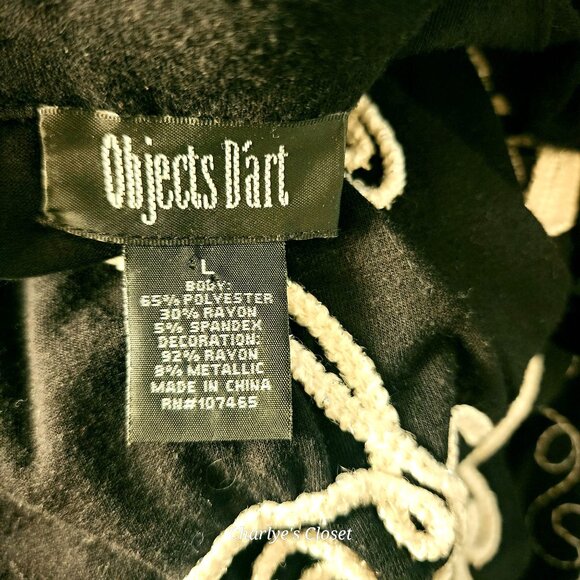 Objects D'art
L
BODY:
65% POLYESTER
30% RAYON
5% SPANDEX
DECORATION:
92% RAYON
8% METALLIC
MADE IN CHINA
RN#107465
Charlye's Closet